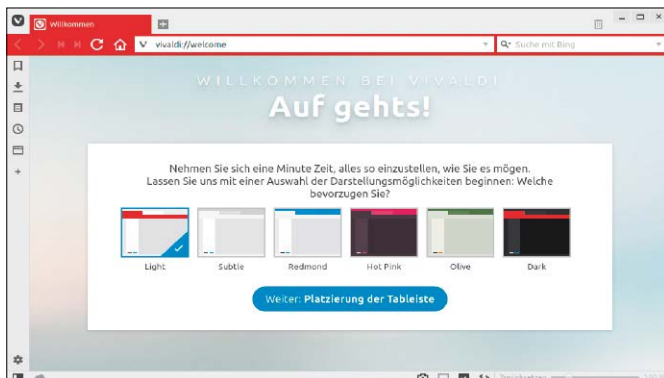 Willkommen
vivaldi://welcome
Suche mit Bing
WILLKOMMEN BEI VIVALDI
Auf gehts!
Nehmen Sie sich eine Minute Zeit, alles so einzustellen, wie Sie es mögen.
Lassen Sie uns mit einer Auswahl der Darstellungsmöglichkeiten beginnen: Welche
bevorzugen Sie?
Light Subtle Redmond Hot Pink Olive Dark
Weiter: Platzierung der Tableiste
Zurücksetzen 100 %